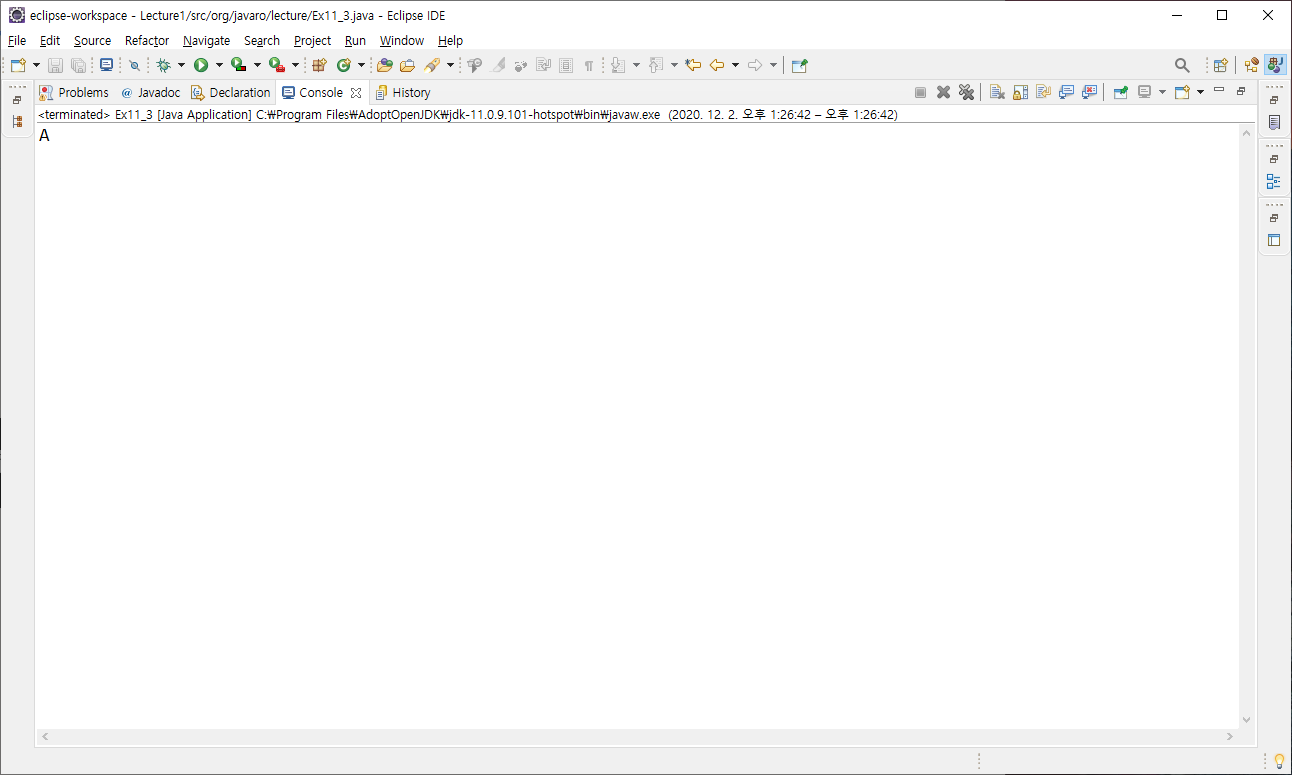 eclipse-workspace - Lecture1/src/org/javaro/lecture/Ex11_3.java - Eclipse IDE
File Edit Source Refactor Navigate Search Project Run Window Help
Problems @ Javadoc Declaration Console History
<terminated> Ex11_3 [Java Application] C:₩Program Files₩AdoptOpenJDK₩jdk-11.0.9.101-hotspot₩bin₩javaw.exe (2020. 12. 2. 오후 1:26:42 – 오후 1:26:42)
A